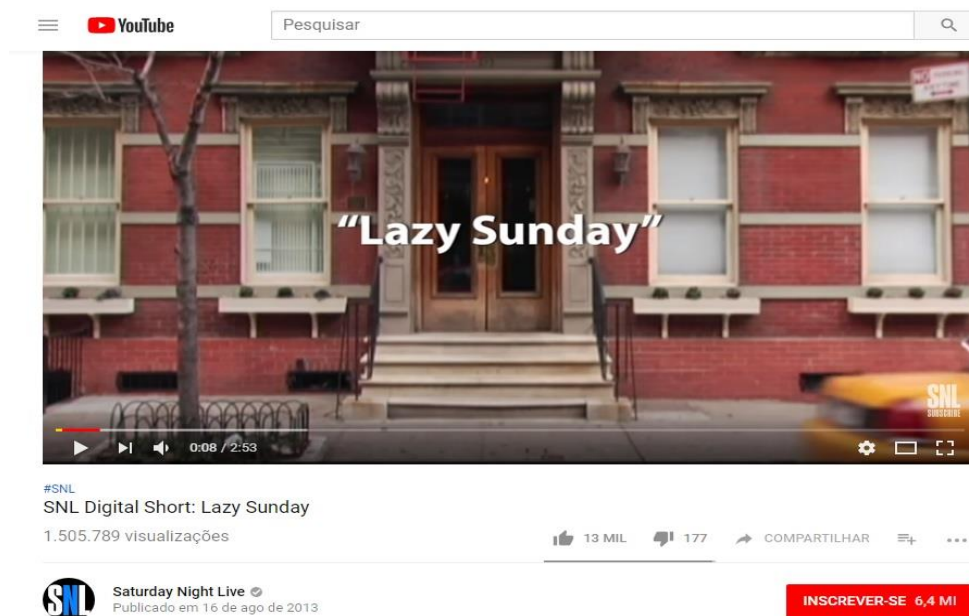 YouTube
Pesquisar
"Lazy Sunday"
SNL
SUBSCRIBE
0:08 / 2:53
#SNL
SNL Digital Short: Lazy Sunday
1.505.789 visualizações
13 MIL 177 COMPARTILHAR
SNL
Saturday Night Live
Publicado em 16 de ago de 2013
INSCREVER-SE 6,4 MI